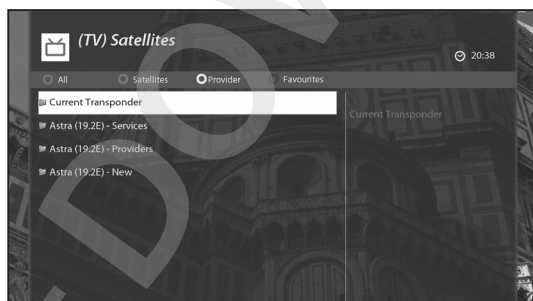 (TV) Satellites
20:38
All Satellites Provider Favourites
Current Transponder
Current Transponder
Astra (19.2E) - Services
Astra (19.2E) - Providers
Astra (19.2E) - New